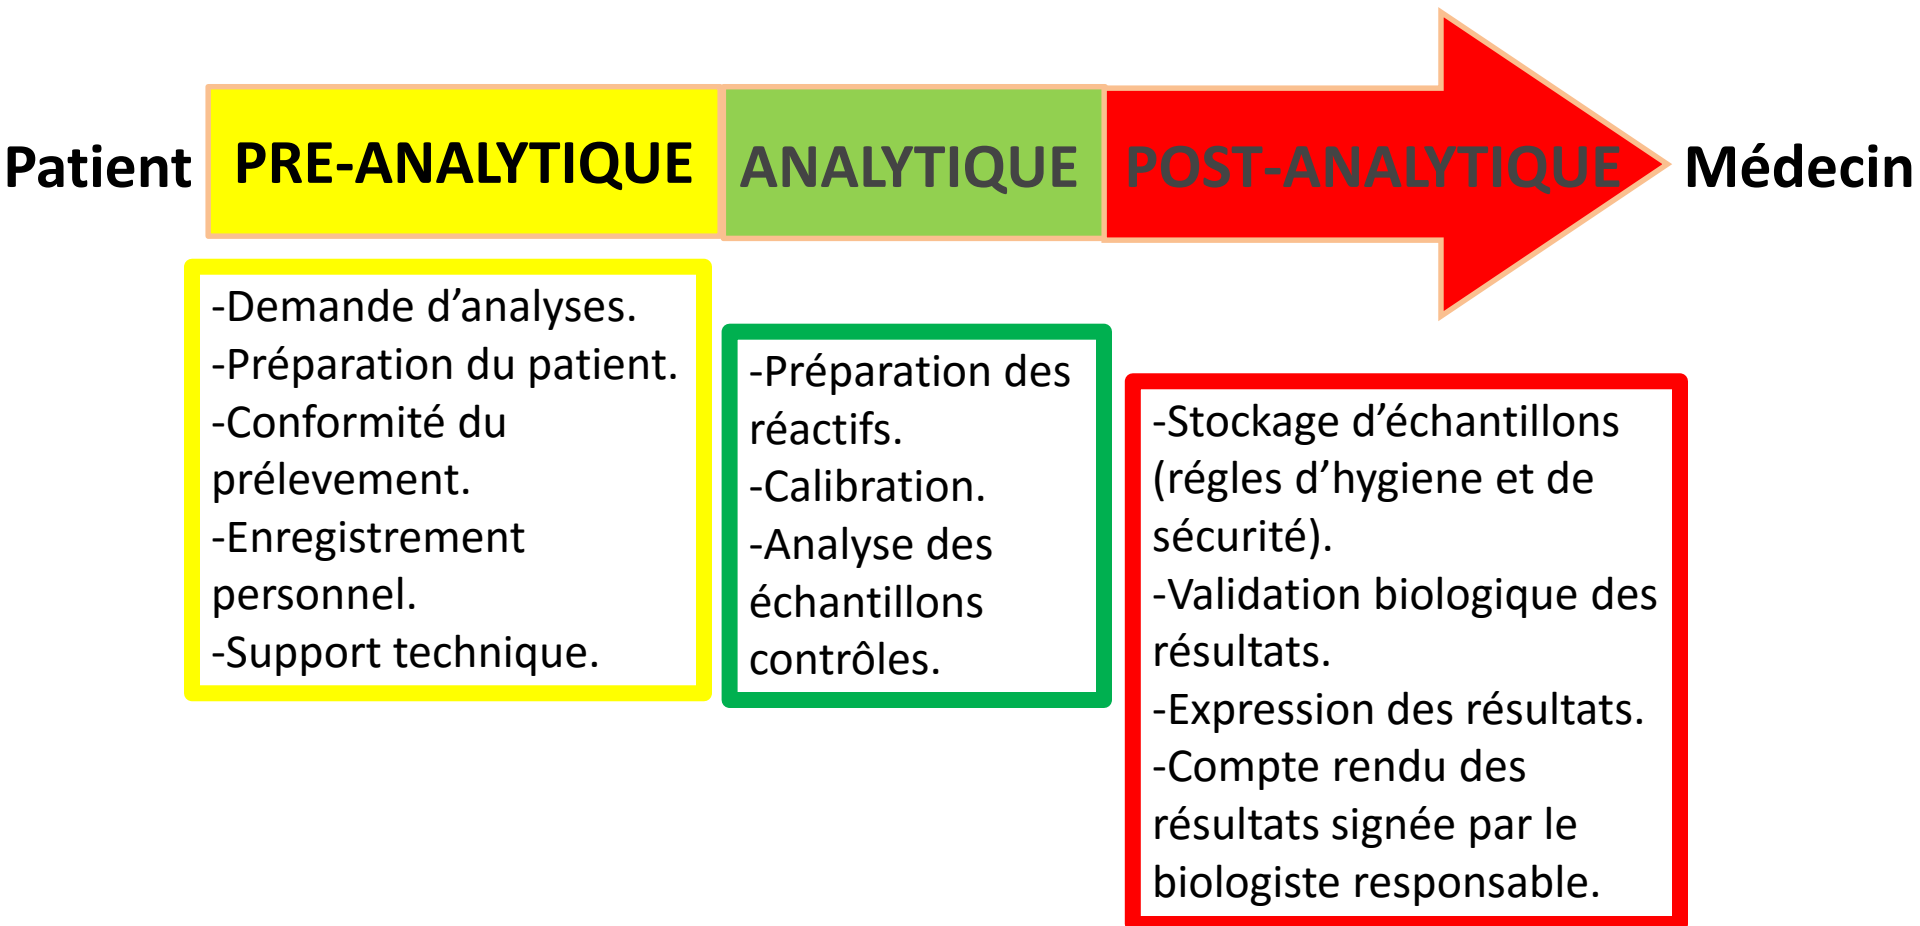 Patient
PRE-ANALYTIQUE
ANALYTIQUE
POST-ANALYTIQUE
Médecin
-Demande d’analyses.
-Préparation du patient.
-Conformité du
prélevement.
-Enregistrement
personnel.
-Support technique.
-Préparation des
réactifs.
-Calibration.
-Analyse des
échantillons
contrôles.
-Stockage d’échantillons
(régles d’hygiene et de
sécurité).
-Validation biologique des
résultats.
-Expression des résultats.
-Compte rendu des
résultats signée par le
biologiste responsable.